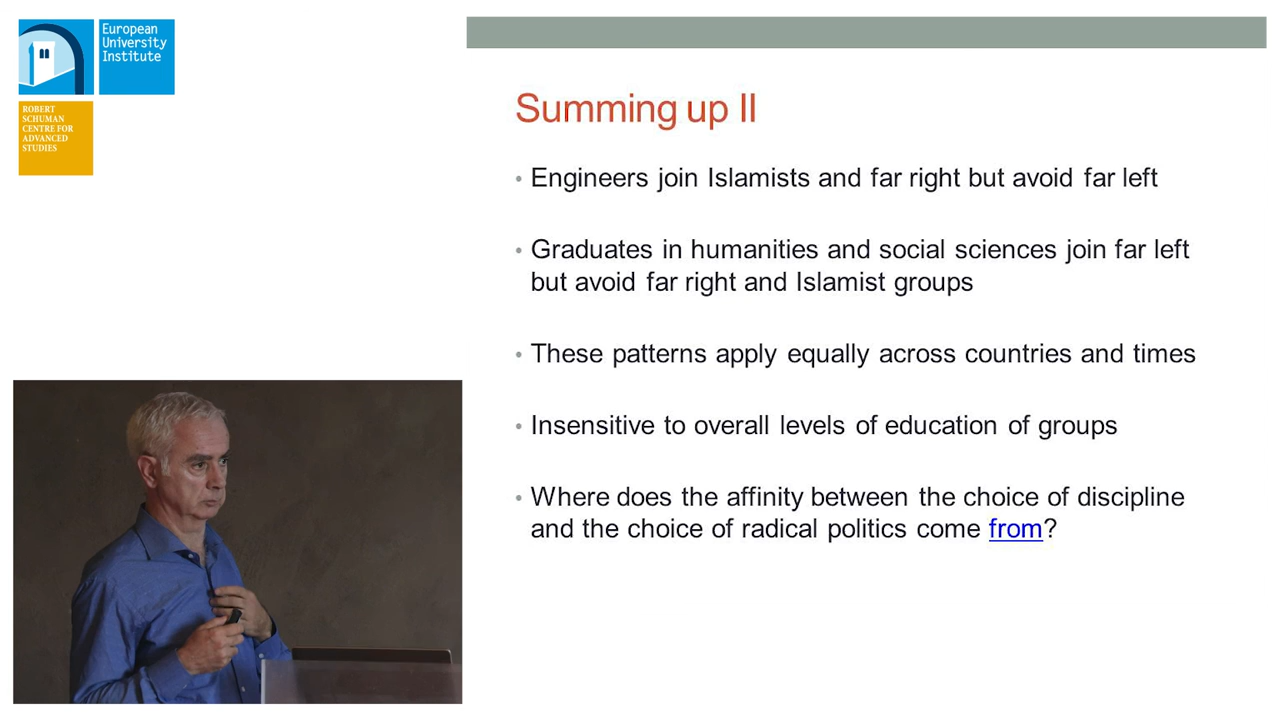 European
University
Institute
ROBERT
SCHUMAN
CENTRE FOR
ADVANCED
STUDIES
Summing up II
• Engineers join Islamists and far right but avoid far left
• Graduates in humanities and social sciences join far left
but avoid far right and Islamist groups
• These patterns apply equally across countries and times
• Insensitive to overall levels of education of groups
• Where does the affinity between the choice of discipline
and the choice of radical politics come from?